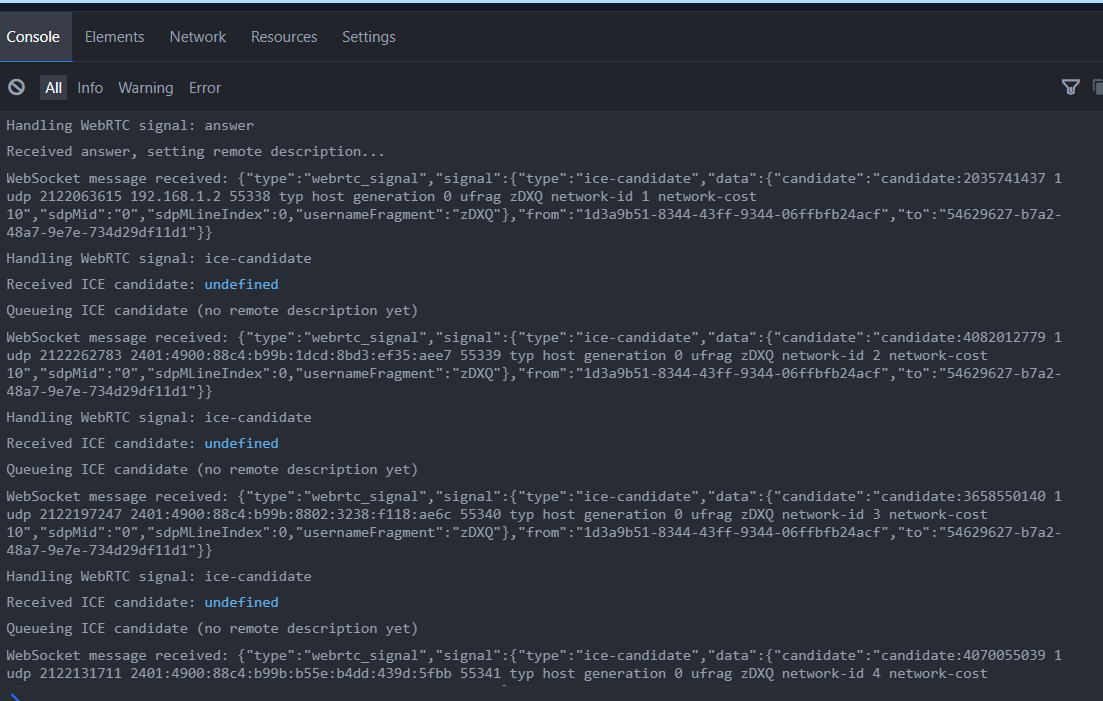 Console Elements Network Resources Settings
All Info Warning Error
Handling WebRTC signal: answer
Received answer, setting remote description...
WebSocket message received: {"type":"webrtc_signal","signal":{"type":"ice-candidate","data":{"candidate":"candidate:2035741437 1
udp 2122063615 192.168.1.2 55338 typ host generation 0 ufrag zDXQ network-id 1 network-cost
10","sdpMid":"0","sdpMLineIndex":0,"usernameFragment":"zDXQ"},"from":"1d3a9b51-8344-43ff-9344-06ffbfb24acf","to":"54629627-b7a2-
48a7-9e7e-734d29df11d1"}}
Handling WebRTC signal: ice-candidate
Received ICE candidate: undefined
Queueing ICE candidate (no remote description yet)
WebSocket message received: {"type":"webrtc_signal","signal":{"type":"ice-candidate","data":{"candidate":"candidate:4082012779 1
udp 2122262783 2401:4900:88c4:b99b:1dcd:8bd3:ef35:aee7 55339 typ host generation 0 ufrag zDXQ network-id 2 network-cost
10","sdpMid":"0","sdpMLineIndex":0,"usernameFragment":"zDXQ"},"from":"1d3a9b51-8344-43ff-9344-06ffbfb24acf","to":"54629627-b7a2-
48a7-9e7e-734d29df11d1"}}
Handling WebRTC signal: ice-candidate
Received ICE candidate: undefined
Queueing ICE candidate (no remote description yet)
WebSocket message received: {"type":"webrtc_signal","signal":{"type":"ice-candidate","data":{"candidate":"candidate:3658550140 1
udp 2122197247 2401:4900:88c4:b99b:8802:3238:f118:ae6c 55340 typ host generation 0 ufrag zDXQ network-id 3 network-cost
10","sdpMid":"0","sdpMLineIndex":0,"usernameFragment":"zDXQ"},"from":"1d3a9b51-8344-43ff-9344-06ffbfb24acf","to":"54629627-b7a2-
48a7-9e7e-734d29df11d1"}}
Handling WebRTC signal: ice-candidate
Received ICE candidate: undefined
Queueing ICE candidate (no remote description yet)
WebSocket message received: {"type":"webrtc_signal","signal":{"type":"ice-candidate","data":{"candidate":"candidate:4070055039 1
udp 2122131711 2401:4900:88c4:b99b:b55e:b4dd:439d:5fbb 55341 typ host generation 0 ufrag zDXQ network-id 4 network-cost